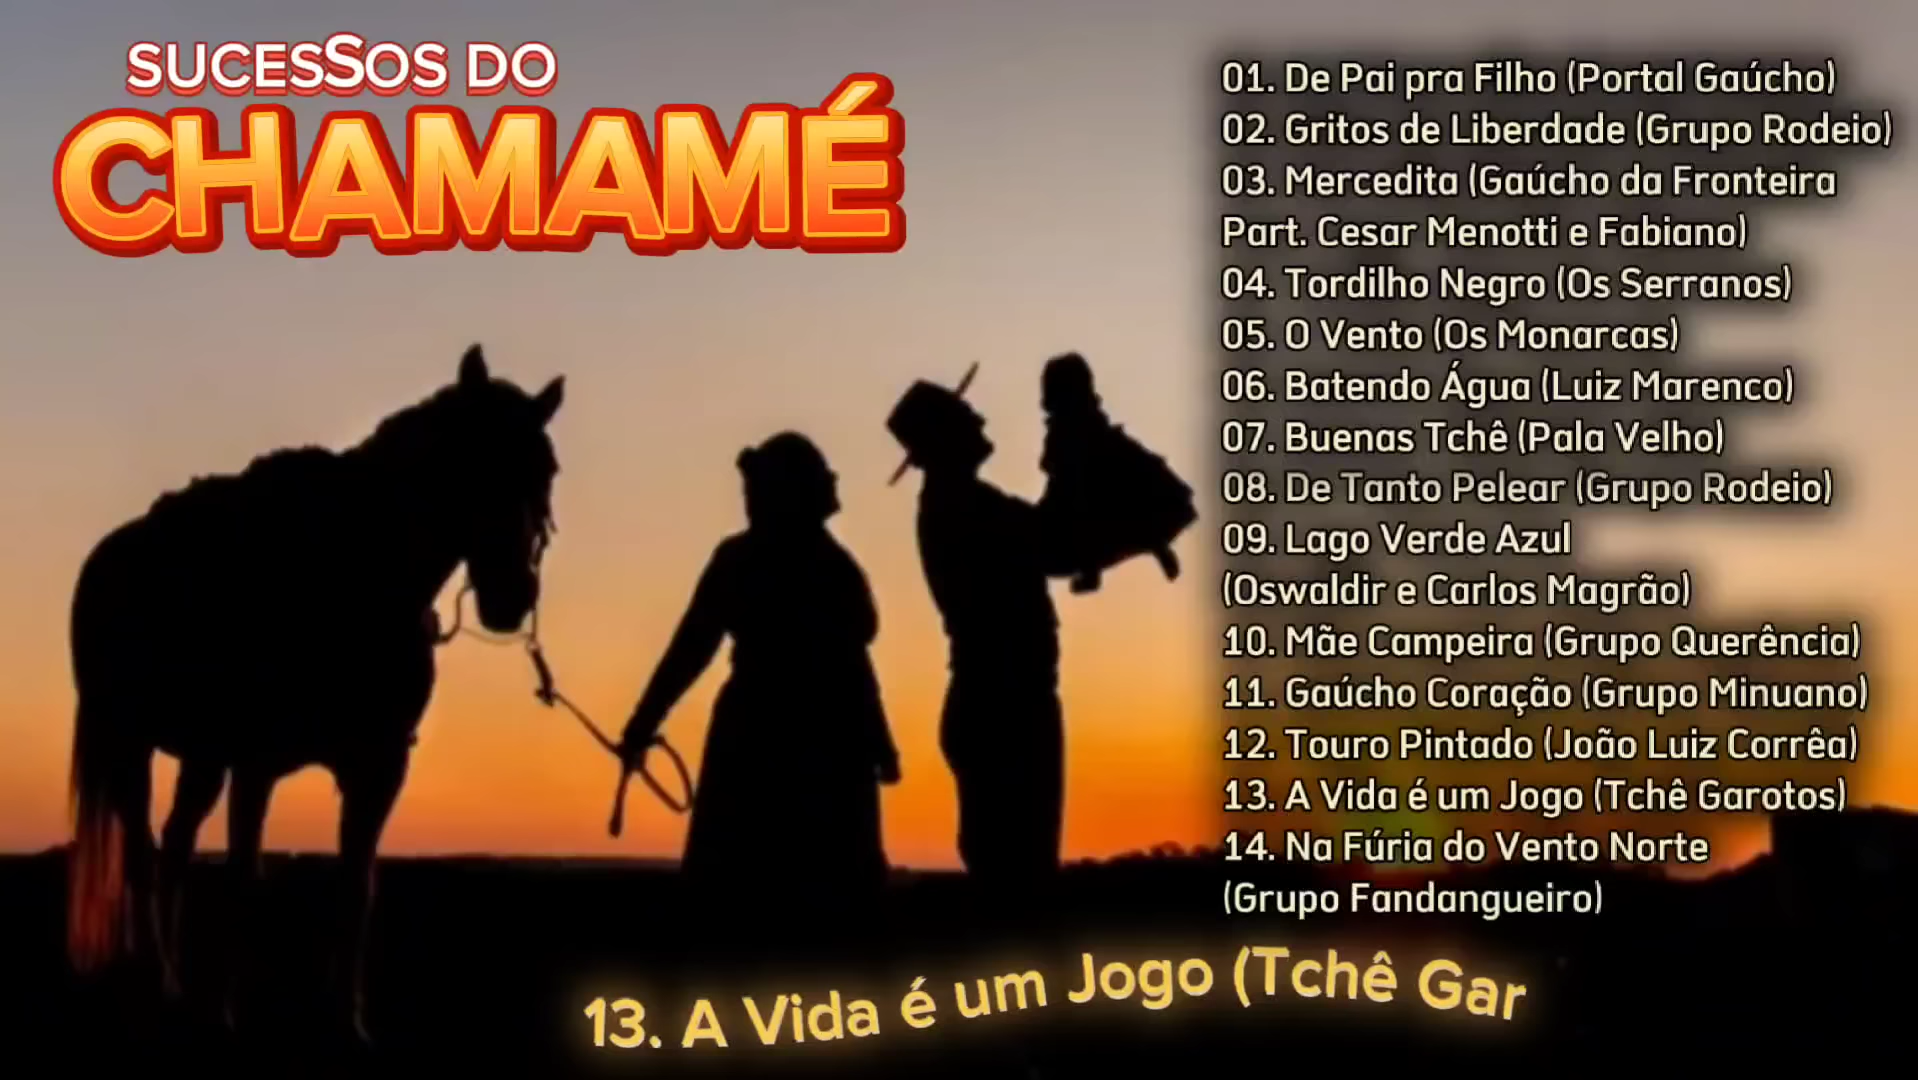 SUCESSOS DO
CHAMAMÉ
01. De Pai pra Filho (Portal Gaúcho)
02. Gritos de Liberdade (Grupo Rodeio)
03. Mercedita (Gaúcho da Fronteira
Part. Cesar Menotti e Fabiano)
04. Tordilho Negro (Os Serranos)
05. O Vento (Os Monarcas)
06. Batendo Água (Luiz Marenco)
07. Buenas Tchê (Pala Velho)
08. De Tanto Pelear (Grupo Rodeio)
09. Lago Verde Azul
(Oswaldir e Carlos Magrão)
10. Mãe Campeira (Grupo Querência)
11. Gaúcho Coração (Grupo Minuano)
12. Touro Pintado (João Luiz Corrêa)
13. A Vida é um Jogo (Tchê Garotos)
14. Na Fúria do Vento Norte
(Grupo Fandangueiro)
13. A Vida é um Jogo (Tchê Gar